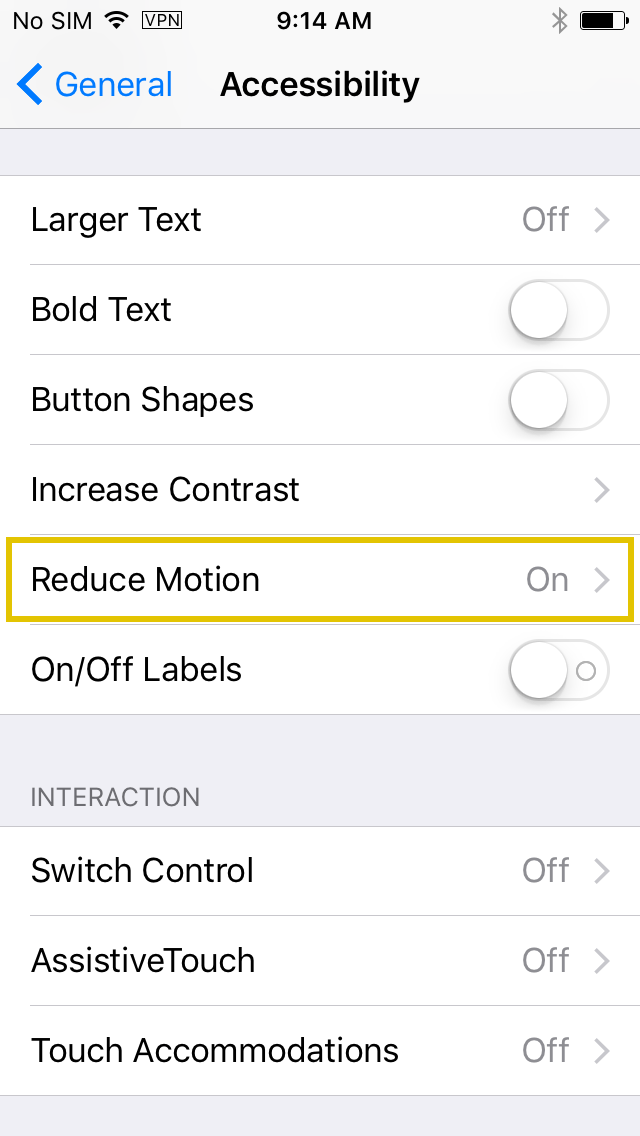 No SIM VPN 9:14 AM
General Accessibility
Larger Text Off
Bold Text
Button Shapes
Increase Contrast
Reduce Motion On
On/Off Labels
INTERACTION
Switch Control Off
AssistiveTouch Off
Touch Accommodations Off